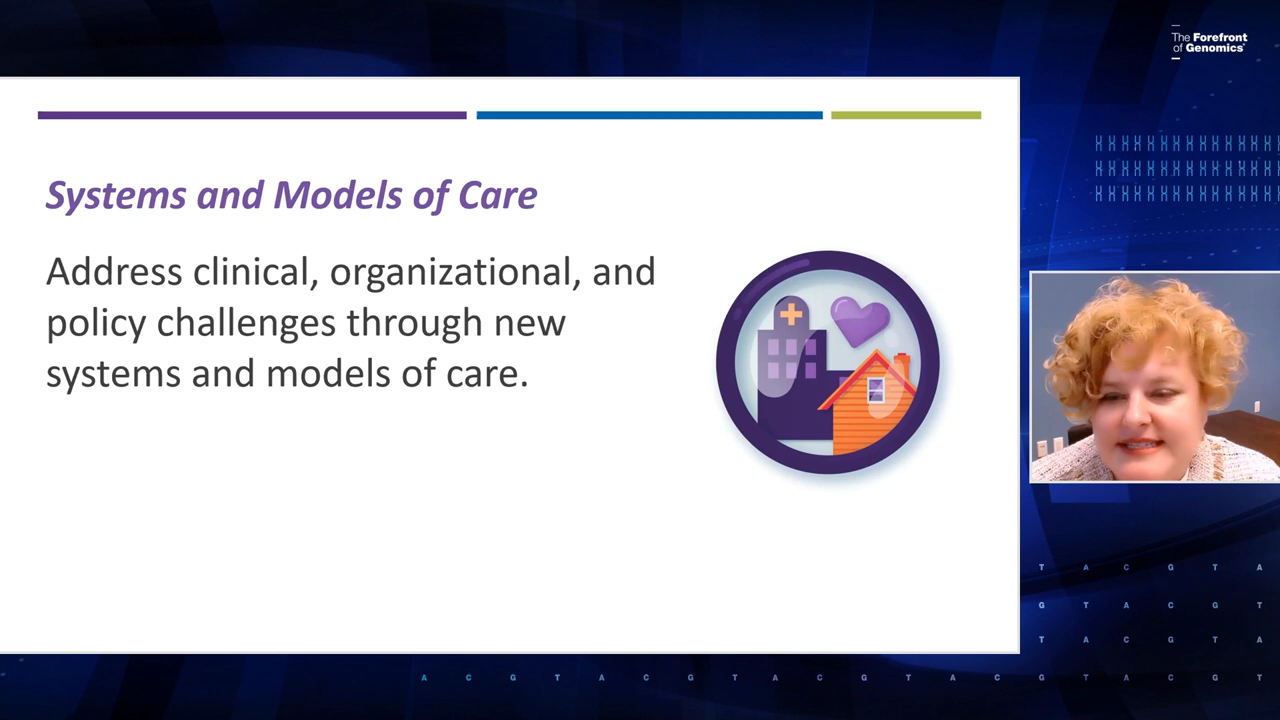 The Forefront
of Genomics®
Systems and Models of Care
Address clinical, organizational, and
policy challenges through new
systems and models of care.
T A C G T A
G T A C G T
T A C G T A
A C G T A C G T A C G T A C G T A C G T